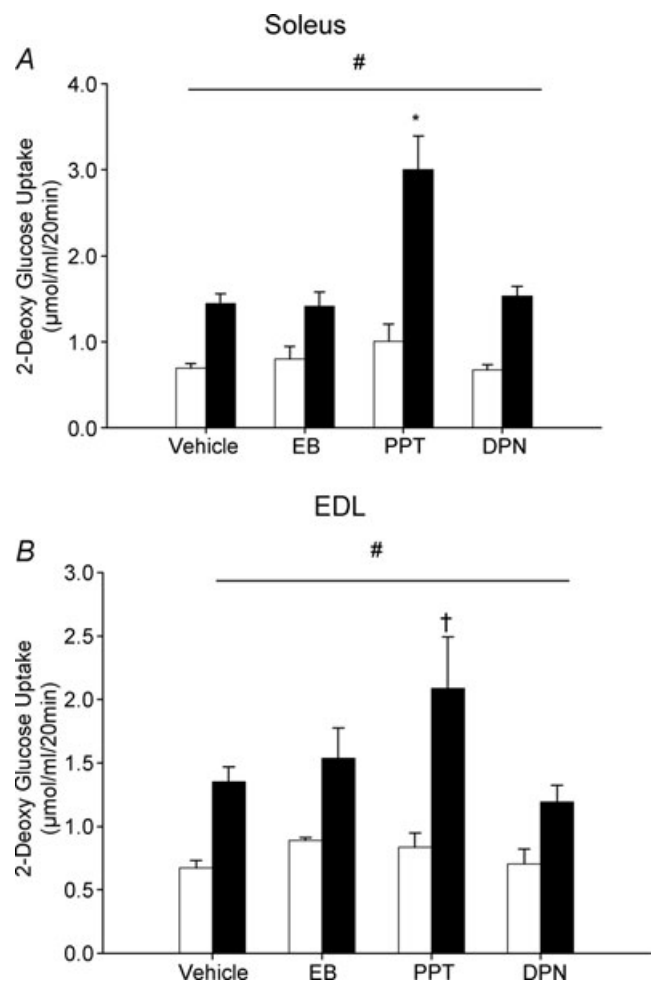 Soleus
A
#
4.0
*
3.0
2.0
1.0
0.0
2-Deoxy Glucose Uptake
(µmol/ml/20min)
Vehicle EB PPT DPN
EDL
B
#
3.0
†
2.5
2.0
1.5
1.0
0.5
0.0
2-Deoxy Glucose Uptake
(µmol/ml/20min)
Vehicle EB PPT DPN